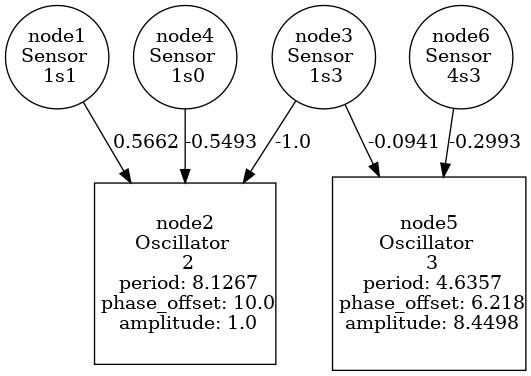 node1
Sensor
1s1
node4
Sensor
1s0
node3
Sensor
1s3
node6
Sensor
4s3
0.5662
-0.5493
-1.0
-0.0941
-0.2993
node2
Oscillator
2
period: 8.1267
phase_offset: 10.0
amplitude: 1.0
node5
Oscillator
3
period: 4.6357
phase_offset: 6.218
amplitude: 8.4498